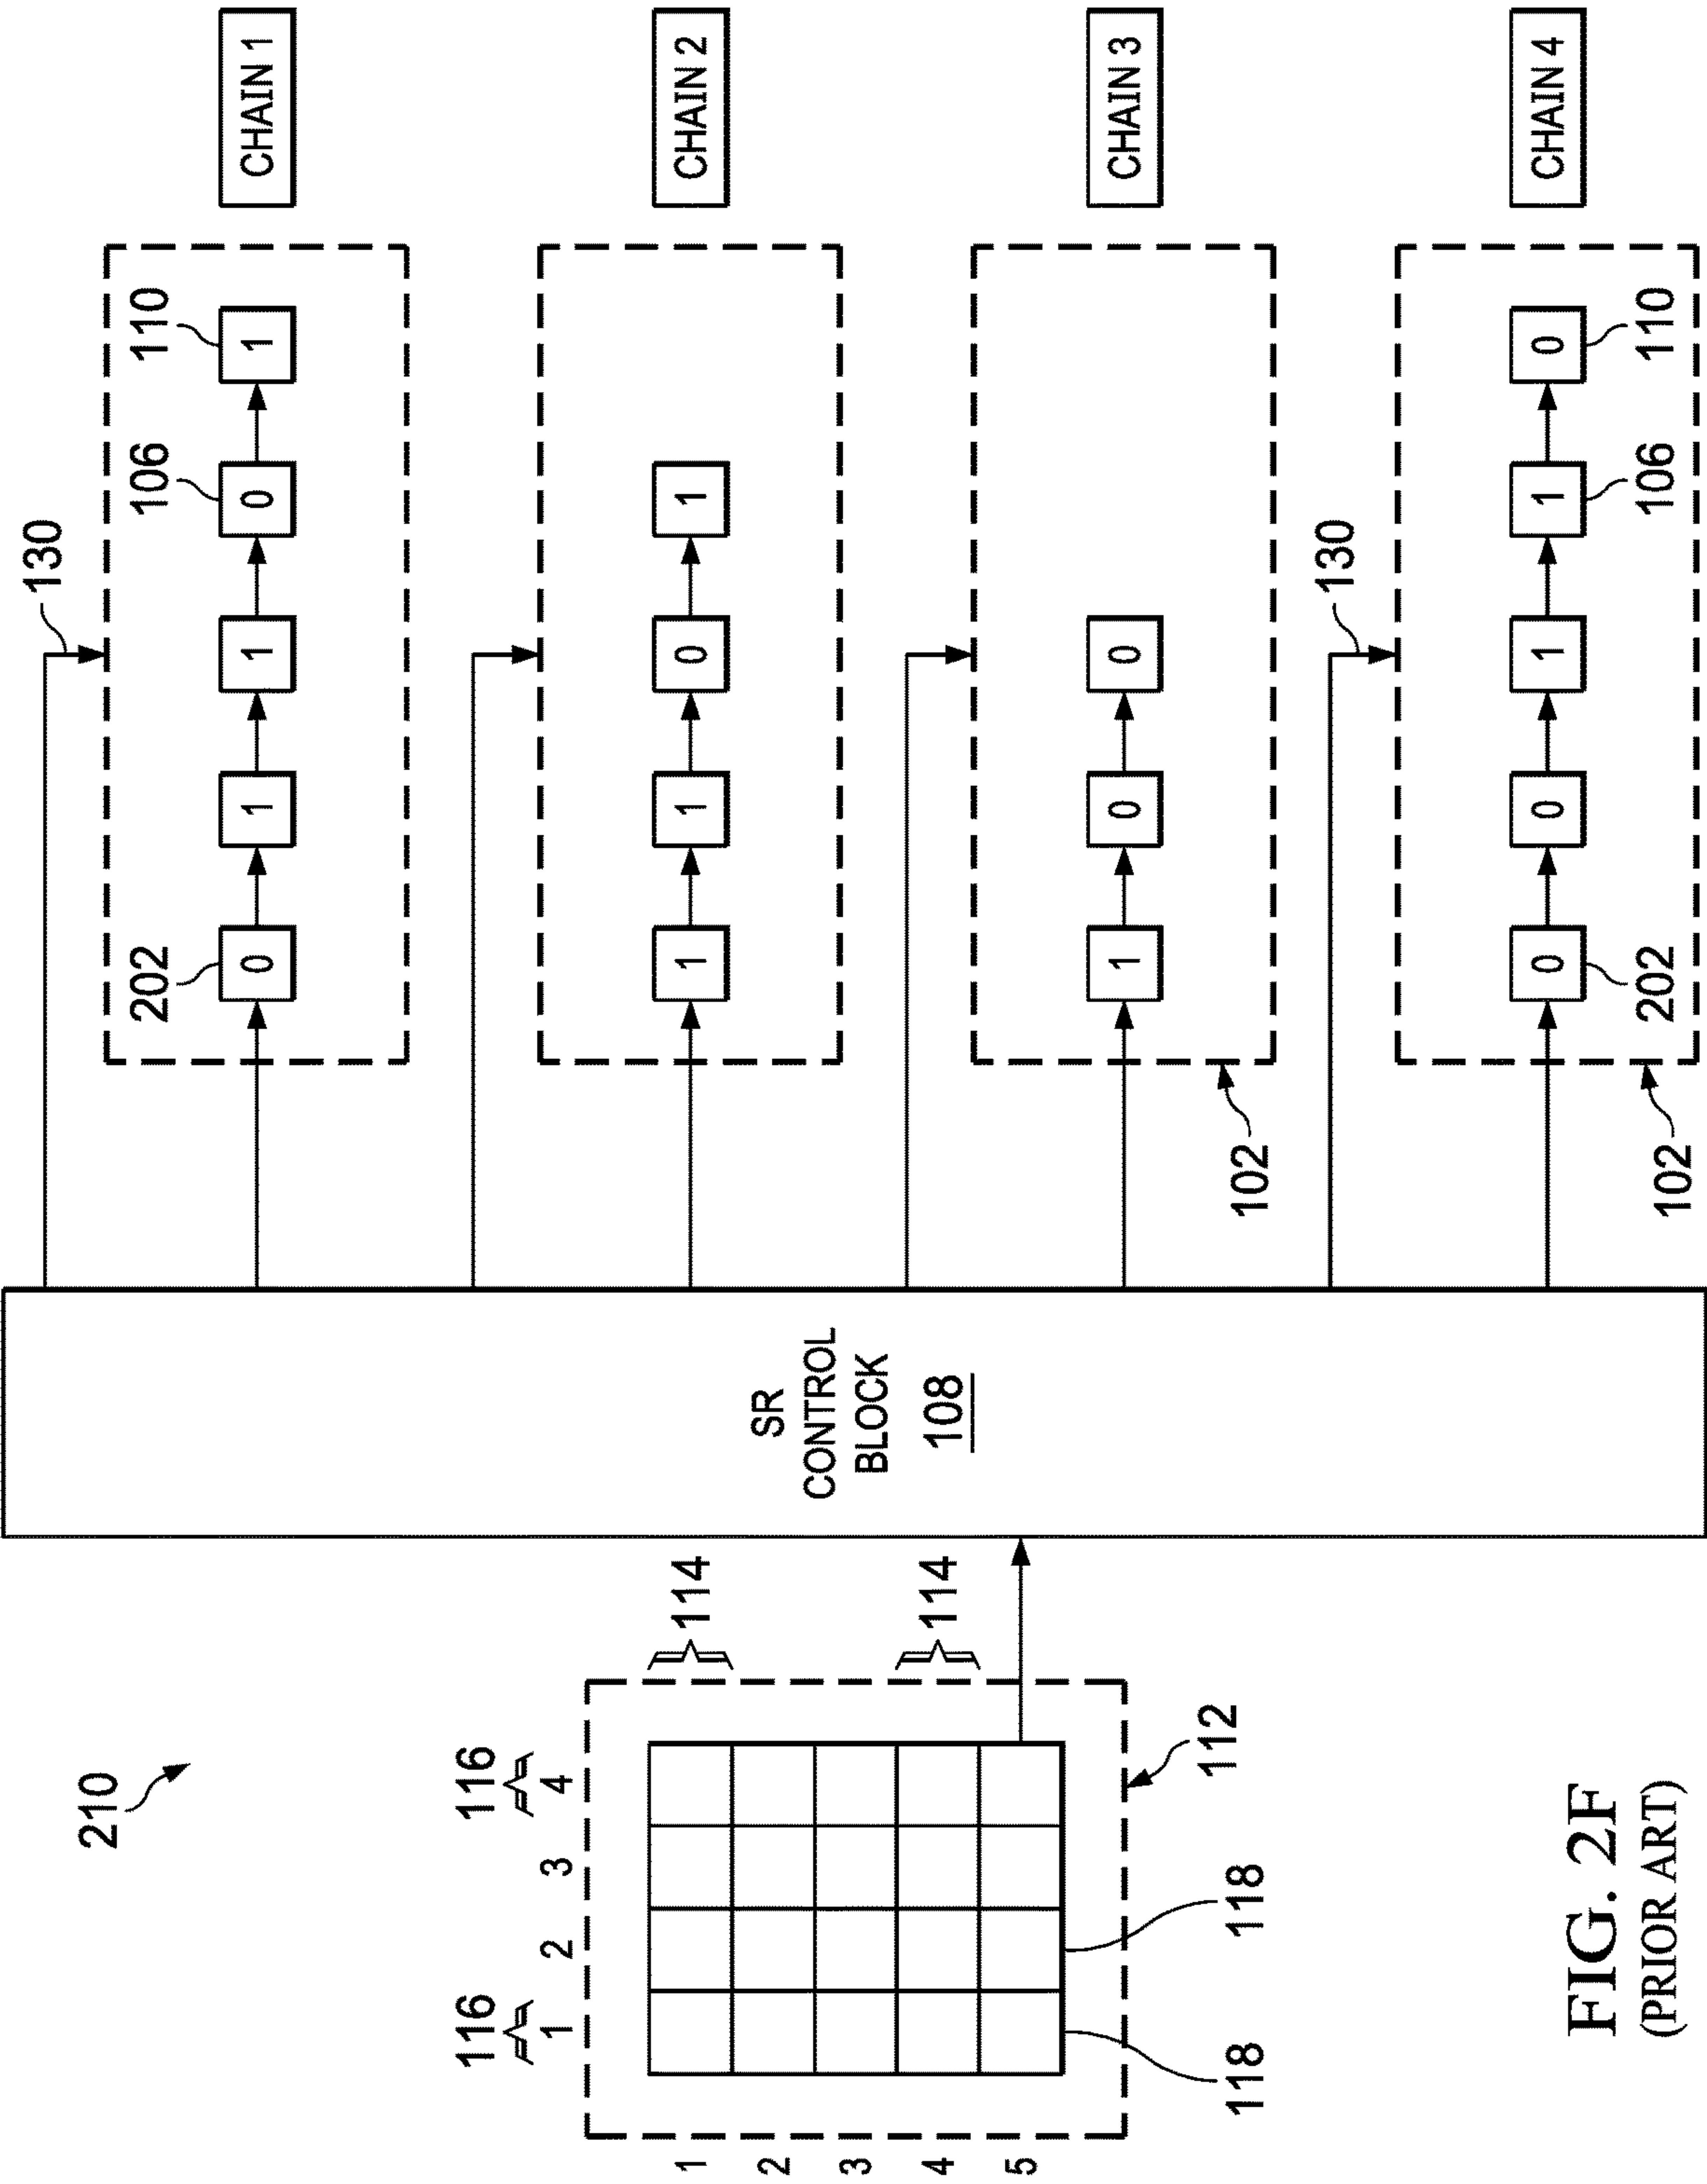 130
210
202 106 110
0 1 1 0 1 CHAIN 1
116 116
1 2 3 4
1 114 1 1 0 1 CHAIN 2
2
3
4 114
5
SR
CONTROL
BLOCK
108
1 0 0 CHAIN 3
112
118 118 102
130
0 0 1 1 0 CHAIN 4
202 106 110
102
FIG. 2F
(PRIOR ART)